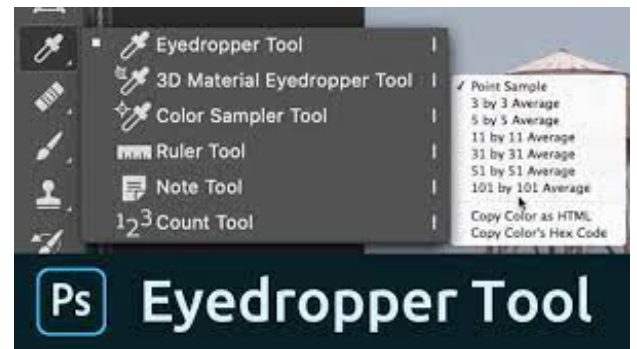 Eyedropper Tool I
3D Material Eyedropper Tool I
Color Sampler Tool I
Ruler Tool I
Note Tool I
1₂³ Count Tool I
✓ Point Sample
3 by 3 Average
5 by 5 Average
11 by 11 Average
31 by 31 Average
51 by 51 Average
101 by 101 Average
Copy Color as HTML
Copy Color's Hex Code
Ps Eyedropper Tool